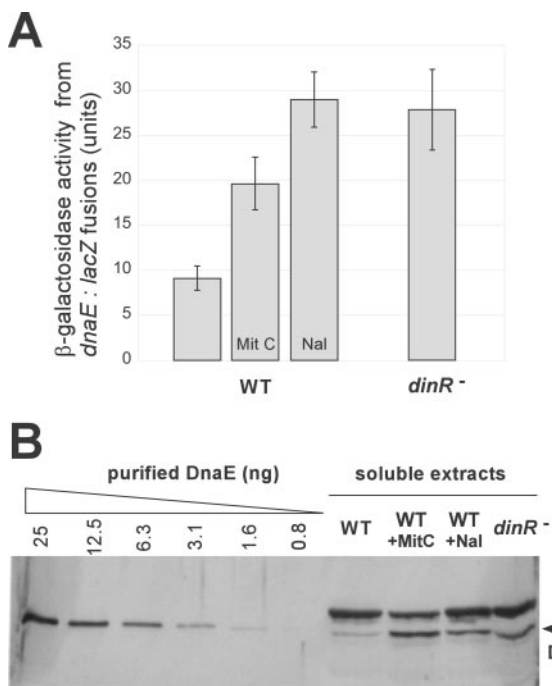 A
β-galactosidase activity from
dnaE : lacZ fusions (units)
35
30
25
20
15
10
5
0
Mit C
Nal
WT
dinR -
B
purified DnaE (ng)
soluble extracts
25
12.5
6.3
3.1
1.6
0.8
WT
WT
+MitC
WT
+Nal
dinR -